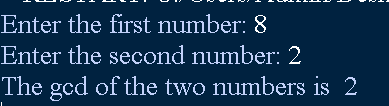 Enter the first number: 8
Enter the second number: 2
The gcd of the two numbers is  2